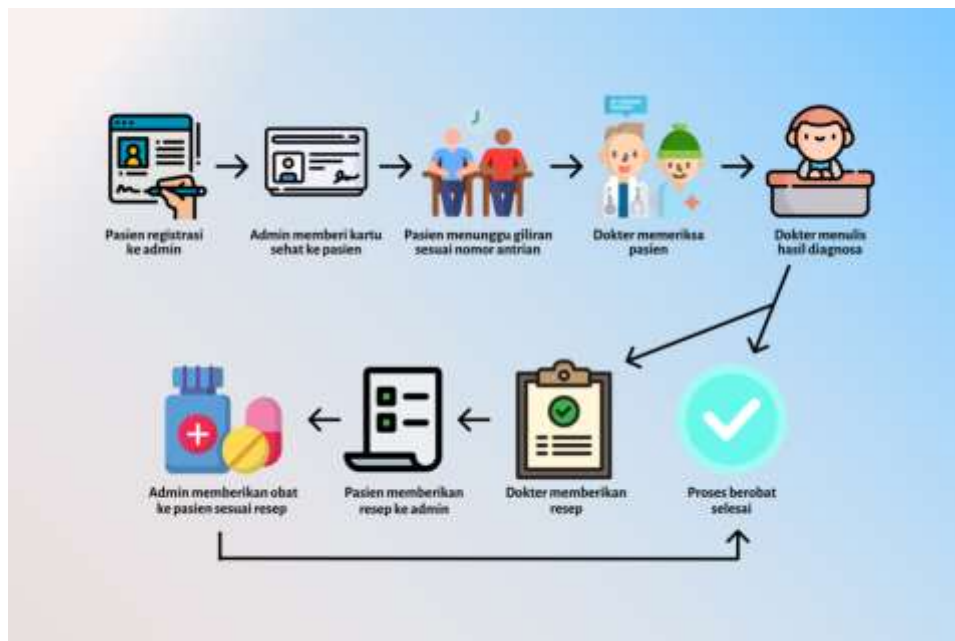 Pasien registrasi
ke admin
Admin memberi kartu
sehat ke pasien
Pasien menunggu giliran
sesuai nomor antrian
Dokter memeriksa
pasien
Dokter menulis
hasil diagnosa
Admin memberikan obat
ke pasien sesuai resep
Pasien memberikan
resep ke admin
Dokter memberikan
resep
Proses berobat
selesai